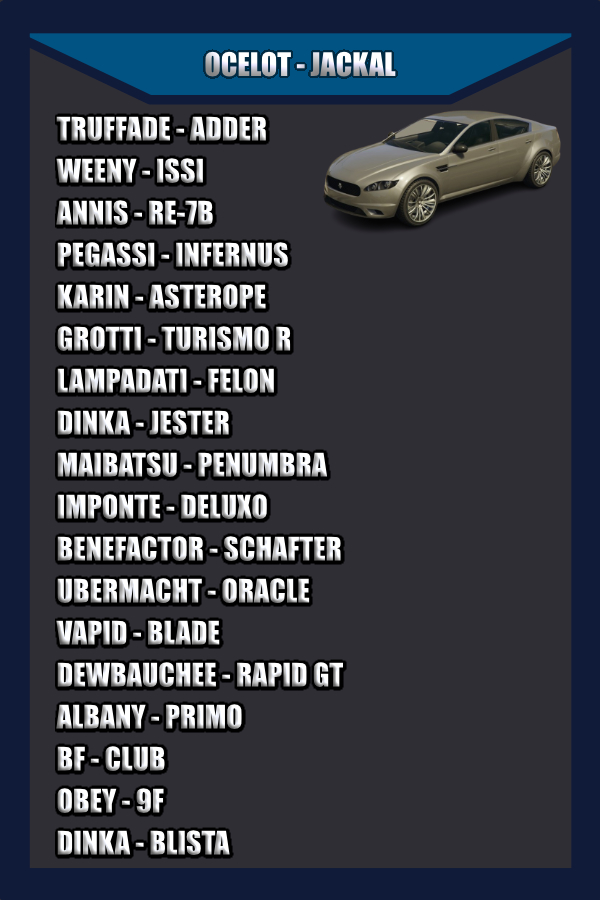 OCELOT - JACKAL
TRUFFADE - ADDER
WEENY - ISSI
ANNIS - RE-7B
PEGASSI - INFERNUS
KARIN - ASTEROPE
GROTTI - TURISMO R
LAMPADATI - FELON
DINKA - JESTER
MAIBATSU - PENUMBRA
IMPONTE - DELUXO
BENEFACTOR - SCHAFTER
UBERMACHT - ORACLE
VAPID - BLADE
DEWBAUCHEE - RAPID GT
ALBANY - PRIMO
BF - CLUB
OBEY - 9F
DINKA - BLISTA